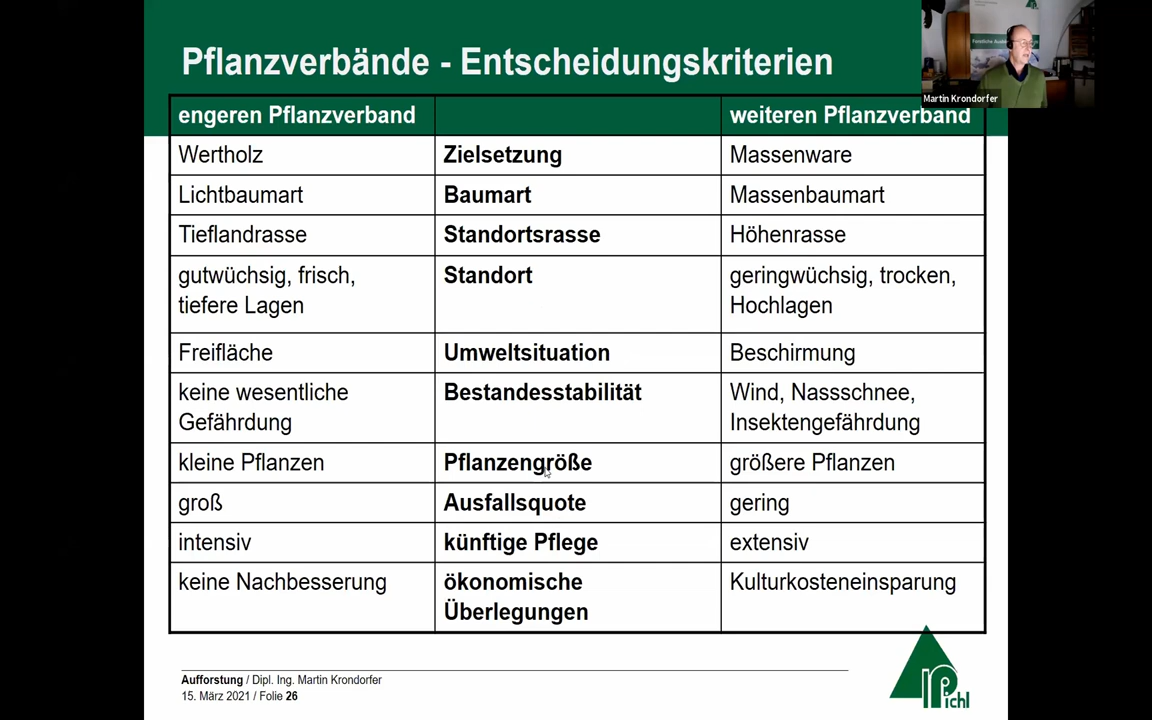 Pflanzverbände - Entscheidungskriterien
Martin Krondorfer
engeren Pflanzverband weiteren Pflanzverband
Wertholz Zielsetzung Massenware
Lichtbaumart Baumart Massenbaumart
Tieflandrasse Standortsrasse Höhenrasse
gutwüchsig, frisch, Standort geringwüchsig, trocken,
tiefere Lagen Hochlagen
Freifläche Umweltsituation Beschirmung
keine wesentliche Bestandesstabilität Wind, Nassschnee,
Gefährdung Insektengefährdung
kleine Pflanzen Pflanzengröße größere Pflanzen
groß Ausfallsquote gering
intensiv künftige Pflege extensiv
keine Nachbesserung ökonomische Kulturkosteneinsparung
Überlegungen
Aufforstung / Dipl. Ing. Martin Krondorfer
15. März 2021 / Folie 26
Pichl